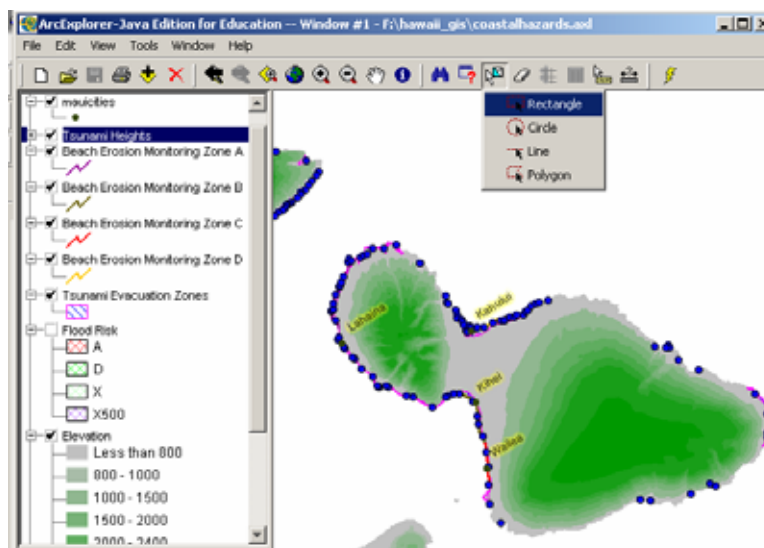 ArcExplorer-Java Edition for Education -- Window #1 - F:\hawaii_gis\coastalhazards.axd
File Edit View Tools Window Help
mauicities
Tsunami Heights
Beach Erosion Monitoring Zone A
Beach Erosion Monitoring Zone B
Beach Erosion Monitoring Zone C
Beach Erosion Monitoring Zone D
Tsunami Evacuation Zones
Flood Risk
A
D
X
X500
Elevation
Less than 800
800 - 1000
1000 - 1500
1500 - 2000
2000 - 2400
Rectangle
Circle
Line
Polygon
Lahaina
Kahului
Kihei
Wailea